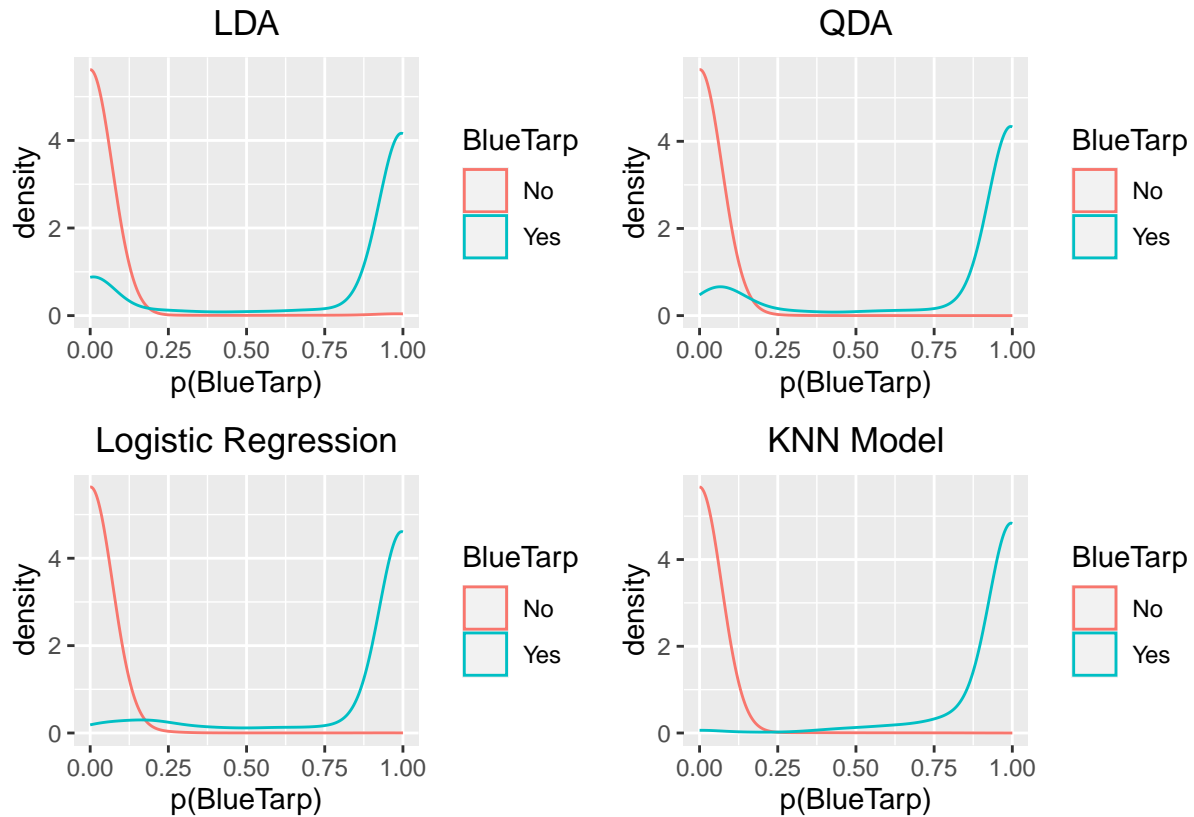 LDA
density
4
2
0
0.00 0.25 0.50 0.75 1.00
p(BlueTarp)
BlueTarp
No
Yes
QDA
density
4
2
0
0.00 0.25 0.50 0.75 1.00
p(BlueTarp)
BlueTarp
No
Yes
Logistic Regression
density
4
2
0
0.00 0.25 0.50 0.75 1.00
p(BlueTarp)
BlueTarp
No
Yes
KNN Model
density
4
2
0
0.00 0.25 0.50 0.75 1.00
p(BlueTarp)
BlueTarp
No
Yes